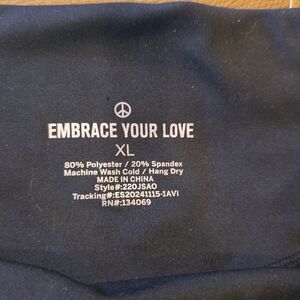 EMBRACE YOUR LOVE
XL
80% Polyester / 20% Spandex
Machine Wash Cold / Hang Dry
MADE IN CHINA
Style#:220JSAO
Tracking#:ES20241115-1AVI
RN#:134069